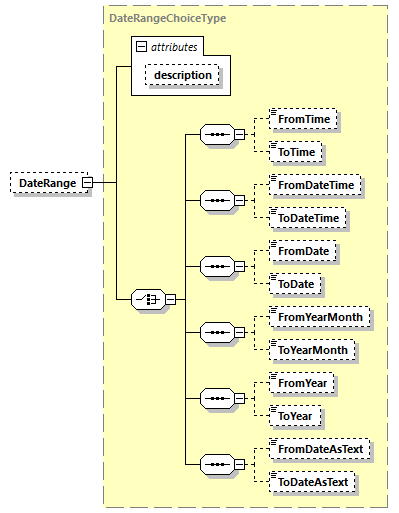 DateRangeChoiceType
attributes
description
FromTime
ToTime
DateRange
FromDateTime
ToDateTime
FromDate
ToDate
FromYearMonth
ToYearMonth
FromYear
ToYear
FromDateAsText
ToDateAsText